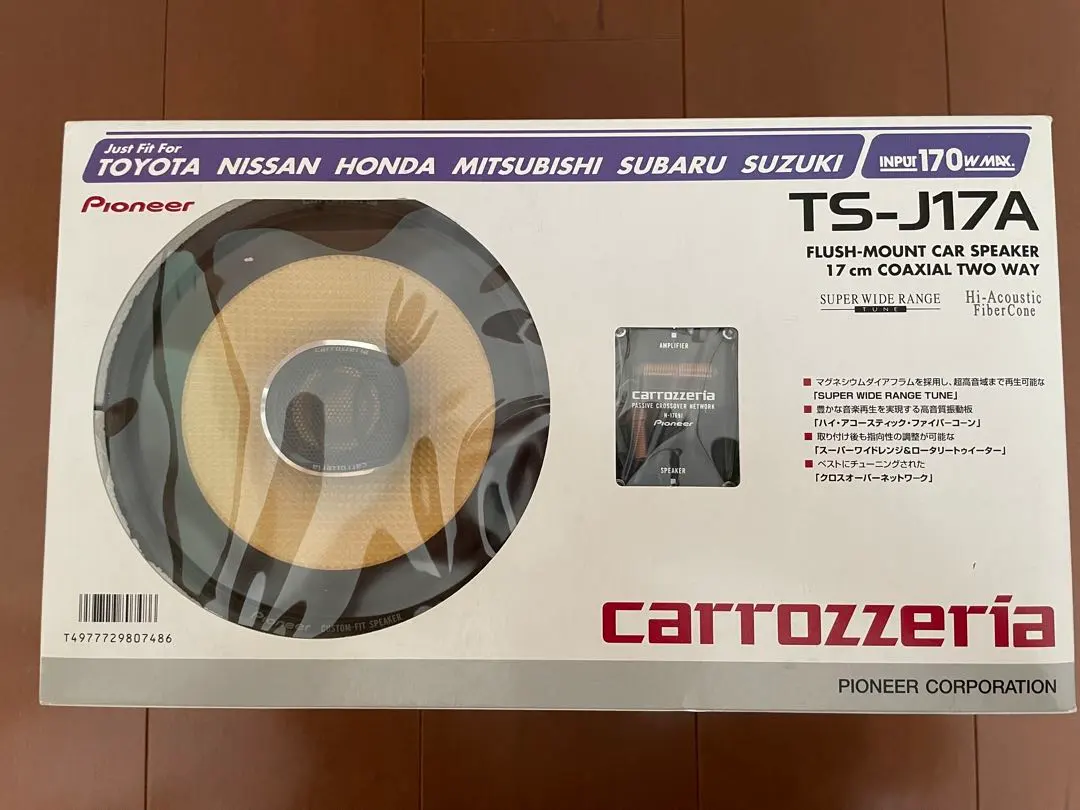 Just Fit For
TOYOTA NISSAN HONDA MITSUBISHI SUBARU SUZUKI
INPUT 170W MAX.
Pioneer
TS-J17A
FLUSH-MOUNT CAR SPEAKER
17 cm COAXIAL TWO WAY
SUPER WIDE RANGE
TUNE
Hi-Acoustic
FiberCone
carrozzeria
carrozzeria
AMPLIFIER
carrozzeria
PASSIVE CROSSOVER NETWORK
Pioneer
SPEAKER
■ マグネシウムダイアフラムを採用し、超高音域まで再生可能な
「SUPER WIDE RANGE TUNE」
■ 豊かな音楽再生を実現する高音質振動板
「ハイ・アコースティック・ファイバーコーン」
■ 取り付け後も指向性の調整が可能な
「スーパーワイドレンジ&ロータリートゥイーター」
■ ベストにチューニングされた
「クロスオーバーネットワーク」
Pioneer CUSTOM-FIT SPEAKER
T4977729807486
carrozzeria
PIONEER CORPORATION